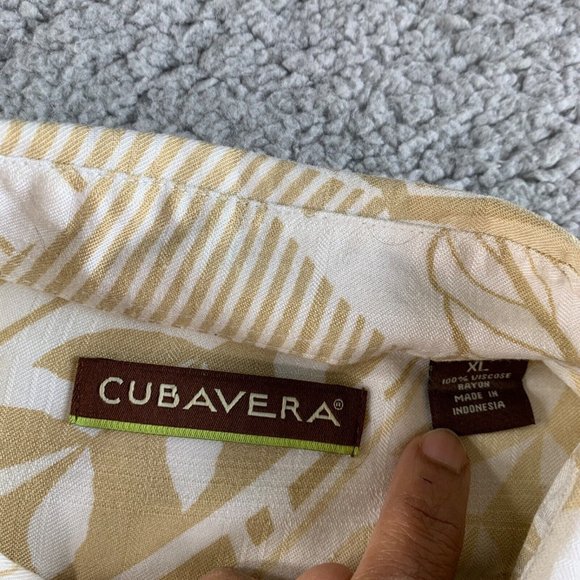 CUBAVERA®
XL
100% VISCOSE
RAYON
MADE IN
INDONESIA